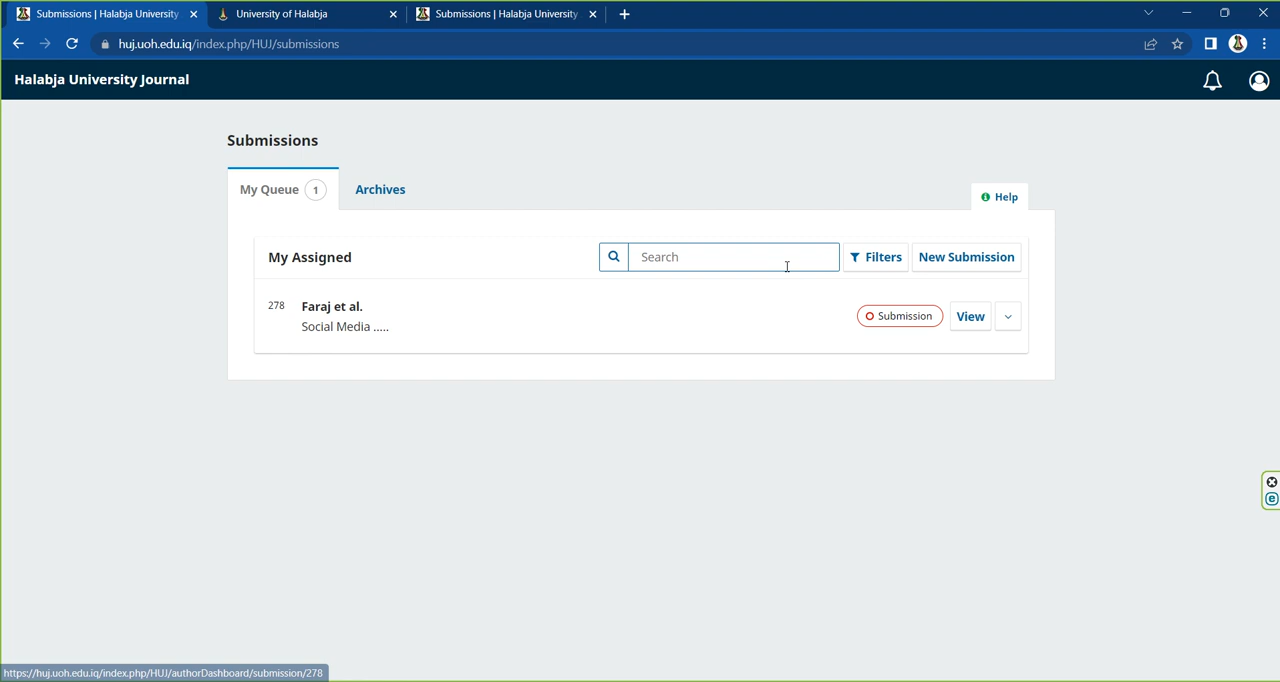 Submissions | Halabja University
University of Halabja
Submissions | Halabja University
huj.uoh.edu.iq/index.php/HUJ/submissions
Halabja University Journal
Submissions
My Queue 1
Archives
Help
My Assigned
Search
Filters
New Submission
278
Faraj et al.
Social Media .....
Submission
View
https://huj.uoh.edu.iq/index.php/HUJ/authorDashboard/submission/278